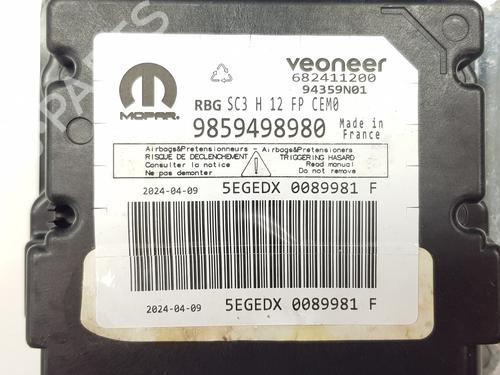 veoneer
682411200
94359N01
MOPAR
RBG SC3 H 12 FP CEM0
9859498980 Made in France
Airbags&Pretensionneurs - Airbags&Pretensioners
RISQUE DE DECLENCHEMENT TRIGGERING HASARD
Consulter la notice Read manual
Ne pas demonter Do not remove
2024-04-09 5EGEDX 0089981 F
2024-04-09 5EGEDX 0089981 F